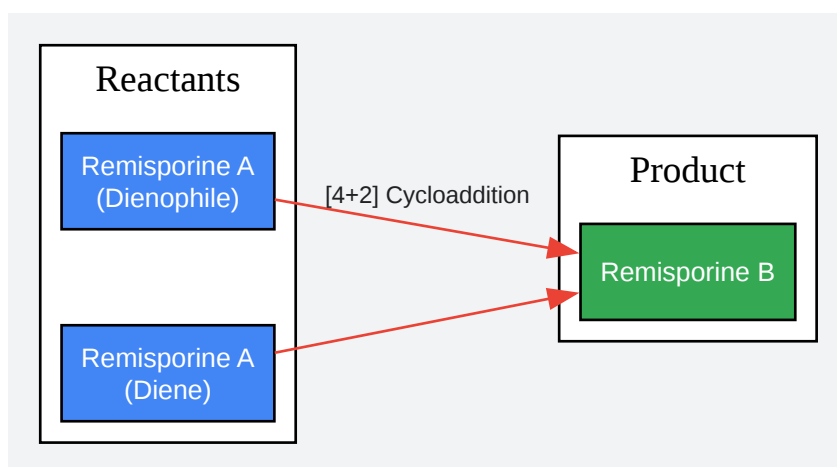 Reactants
Remisporine A
(Dienophile)
[4+2] Cycloaddition
Product
Remisporine B
Remisporine A
(Diene)